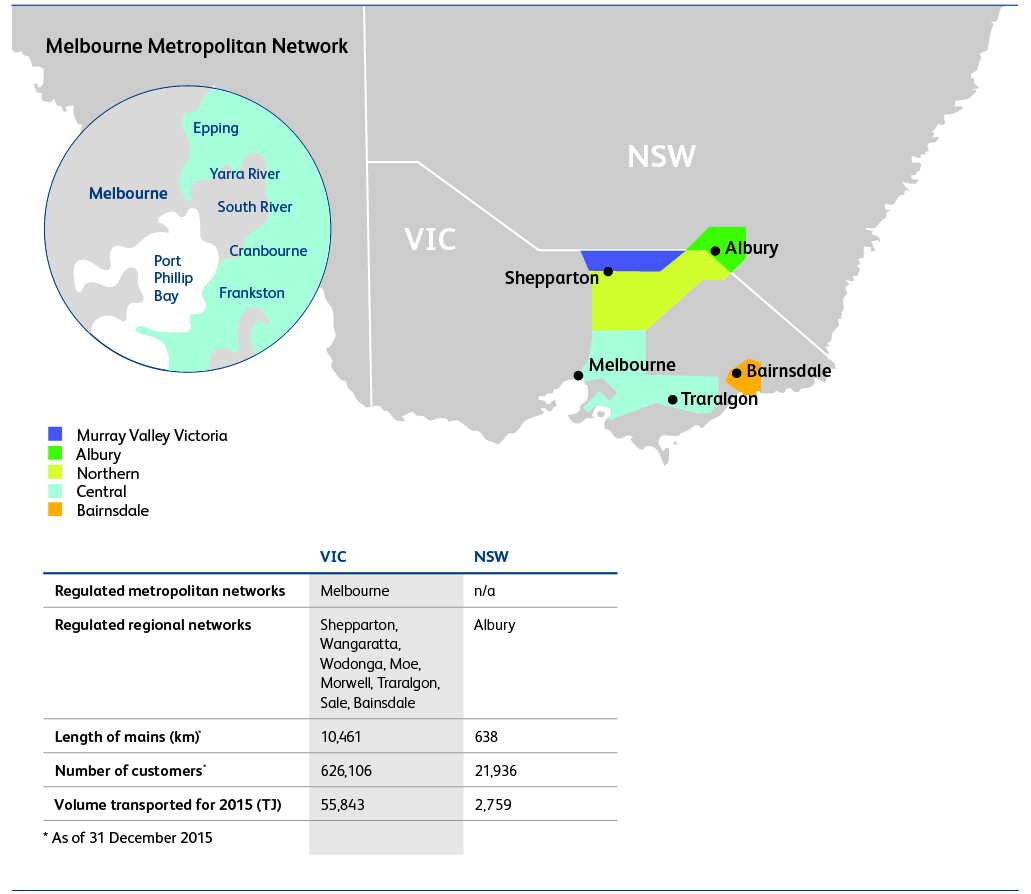 Melbourne Metropolitan Network
Epping
Yarra River
Melbourne
South River
Cranbourne
Port
Phillip
Bay
Frankston
NSW
VIC
Albury
Shepparton
Melbourne
Bairnsdale
Traralgon
Murray Valley Victoria
Albury
Northern
Central
Bairnsdale
VIC NSW
Regulated metropolitan networks Melbourne n/a
Regulated regional networks Shepparton, Albury
Wangaratta,
Wodonga, Moe,
Morwell, Traralgon,
Sale, Bainsdale
Length of mains (km)* 10,461 638
Number of customers* 626,106 21,936
Volume transported for 2015 (TJ) 55,843 2,759
* As of 31 December 2015